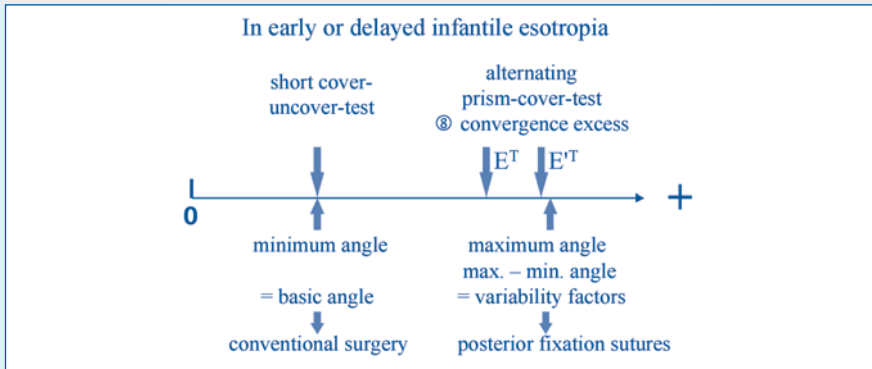 In early or delayed infantile esotropia
short cover-
uncover-test
alternating
prism-cover-test
⑧ convergence excess
Eᵀ
E'ᵀ
0
+
minimum angle
= basic angle
conventional surgery
maximum angle
max. – min. angle
= variability factors
posterior fixation sutures